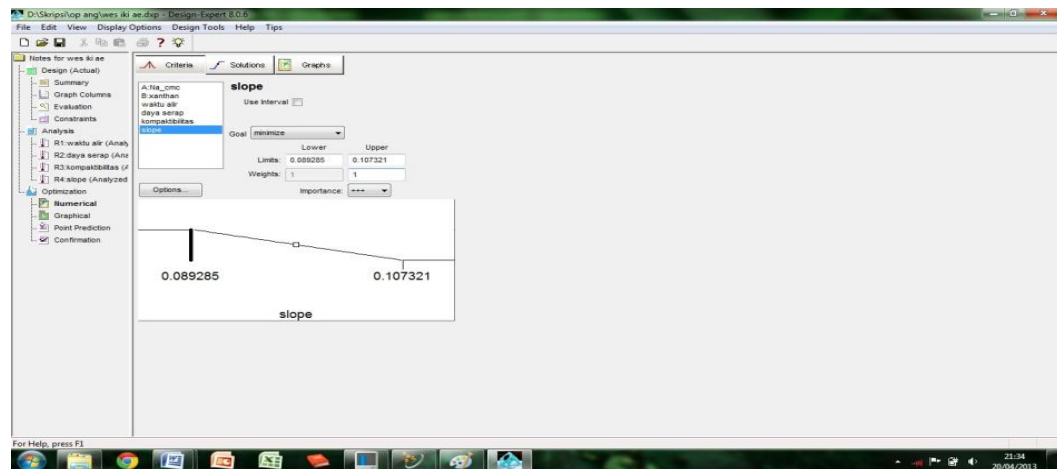 D:\Skripsi\op ang\wes iki ae.dxp - Design-Expert 8.0.6
File Edit View Display Options Design Tools Help Tips
Notes for wes iki ae
Design (Actual)
Summary
Graph Columns
Evaluation
Constraints
Analysis
R1:waktu alir (Analy
R2:daya serap (Ana
R3:kompaktibilitas (A
R4:slope (Analyzed
Optimization
Numerical
Graphical
Point Prediction
Confirmation
Criteria Solutions Graphs
A:Na_cmc
B:xanthan
waktu alir
daya serap
kompaktibilitas
slope
slope
Use Interval
Goal minimize
Lower Upper
Limits: 0.089285 0.107321
Weights: 1 1
Options... Importance: +++
0.089285 0.107321
slope
For Help, press F1
21:34
20/04/2013